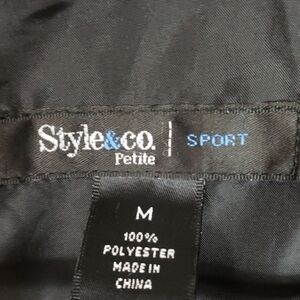 Style&co. | SPORT
Petite
M
100%
POLYESTER
MADE IN
CHINA